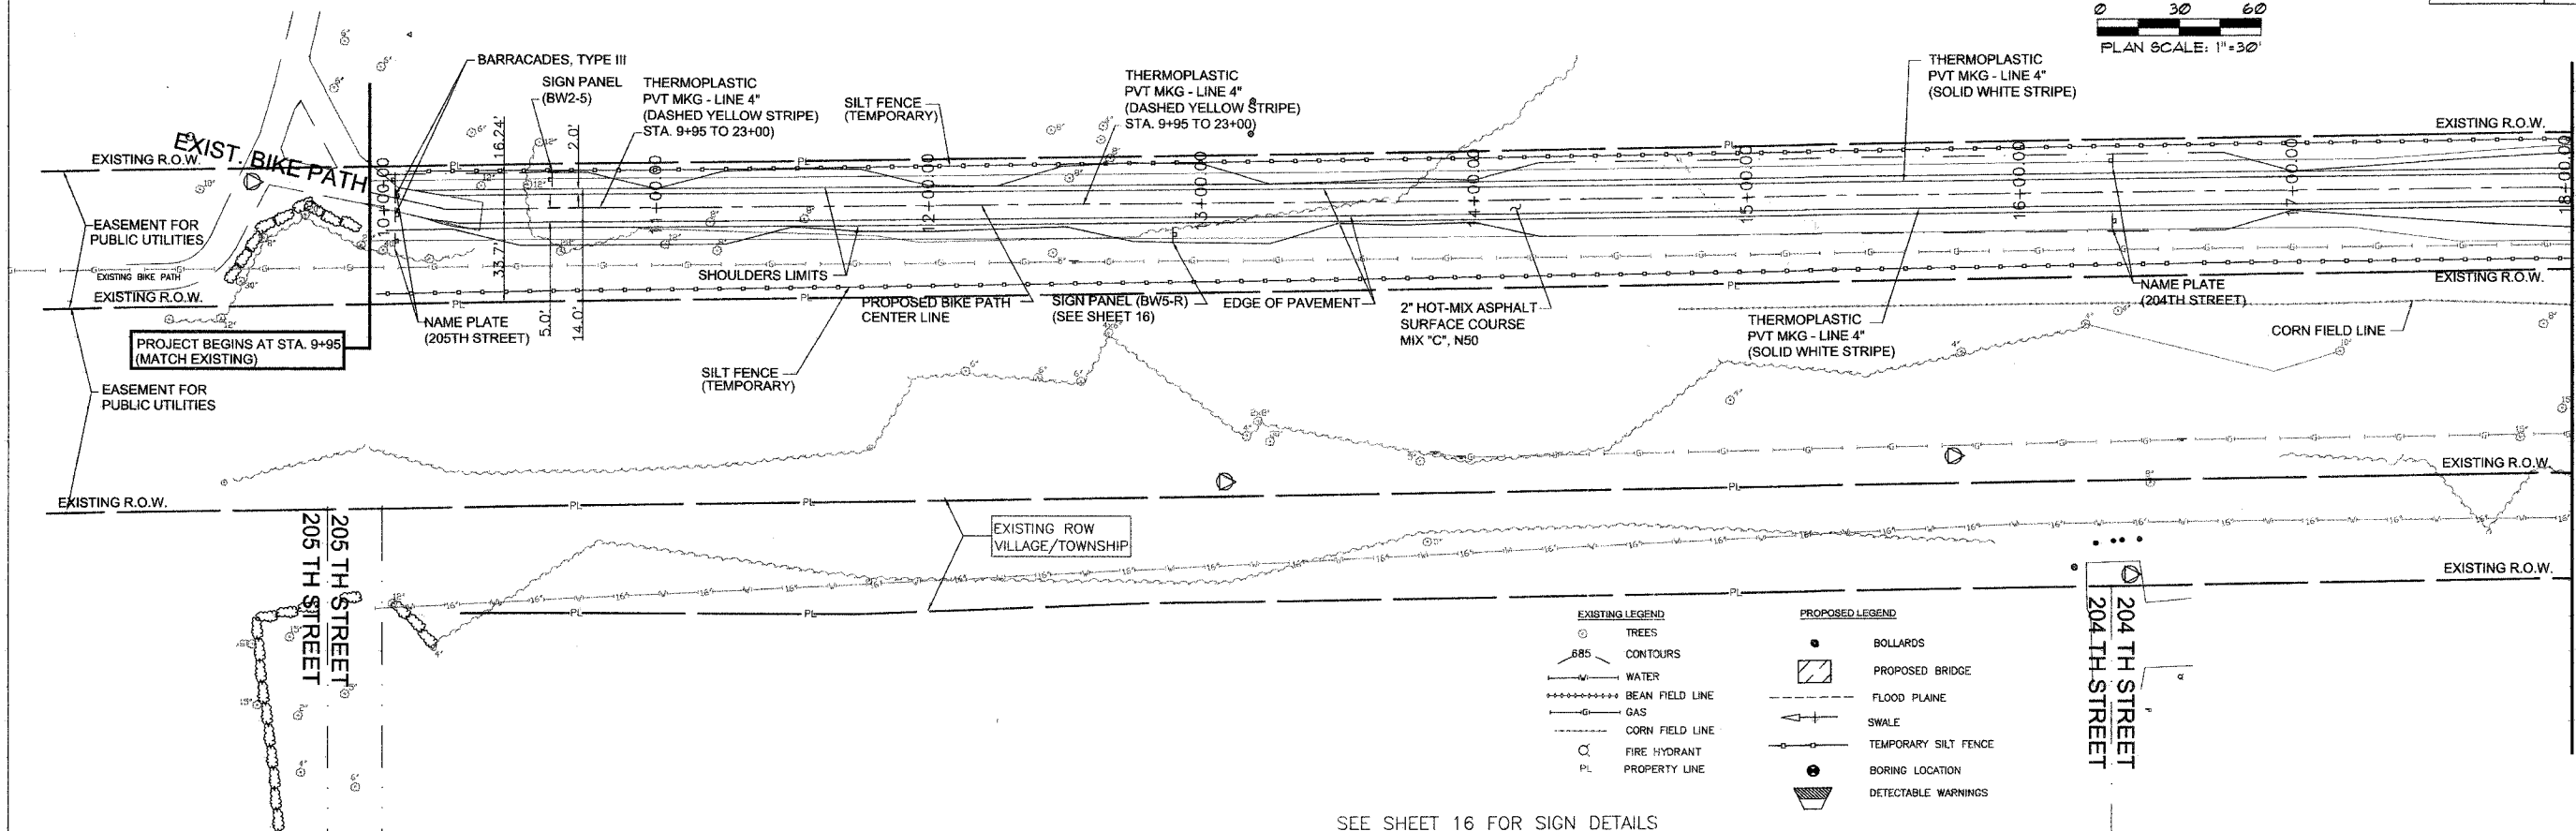 0 30 60
PLAN SCALE: 1"=30'
BARRACADES, TYPE III
SIGN PANEL
(BW2-5)
THERMOPLASTIC
PVT MKG - LINE 4"
(DASHED YELLOW STRIPE)
STA. 9+95 TO 23+00)
SILT FENCE
(TEMPORARY)
THERMOPLASTIC
PVT MKG - LINE 4"
(DASHED YELLOW STRIPE)
STA. 9+95 TO 23+00)
THERMOPLASTIC
PVT MKG - LINE 4"
(SOLID WHITE STRIPE)
EXISTING R.O.W.
EXIST. BIKE PATH
EXISTING R.O.W.
16.24'
2.0'
33.7'
5.0'
14.0'
10+00.00
11+00.00
12+00.00
13+00.00
14+00.00
15+00.00
16+00.00
17+00.00
18+00.00
EASEMENT FOR
PUBLIC UTILITIES
EXISTING BIKE PATH
EXISTING R.O.W.
SHOULDERS LIMITS
PROPOSED BIKE PATH
CENTER LINE
SIGN PANEL (BW5-R)
(SEE SHEET 16)
EDGE OF PAVEMENT
2" HOT-MIX ASPHALT
SURFACE COURSE
MIX "C", N50
THERMOPLASTIC
PVT MKG - LINE 4"
(SOLID WHITE STRIPE)
NAME PLATE
(204TH STREET)
EXISTING R.O.W.
CORN FIELD LINE
NAME PLATE
(205TH STREET)
PROJECT BEGINS AT STA. 9+95
(MATCH EXISTING)
SILT FENCE
(TEMPORARY)
EASEMENT FOR
PUBLIC UTILITIES
EXISTING R.O.W.
EXISTING R.O.W.
EXISTING ROW
VILLAGE/TOWNSHIP
EXISTING R.O.W.
205 TH STREET
205 TH STREET
204 TH STREET
204 TH STREET
EXISTING LEGEND
TREES
685 CONTOURS
W WATER
BEAN FIELD LINE
G GAS
CORN FIELD LINE
FIRE HYDRANT
PL PROPERTY LINE
PROPOSED LEGEND
BOLLARDS
PROPOSED BRIDGE
FLOOD PLAINE
SWALE
TEMPORARY SILT FENCE
BORING LOCATION
DETECTABLE WARNINGS
SEE SHEET 16 FOR SIGN DETAILS